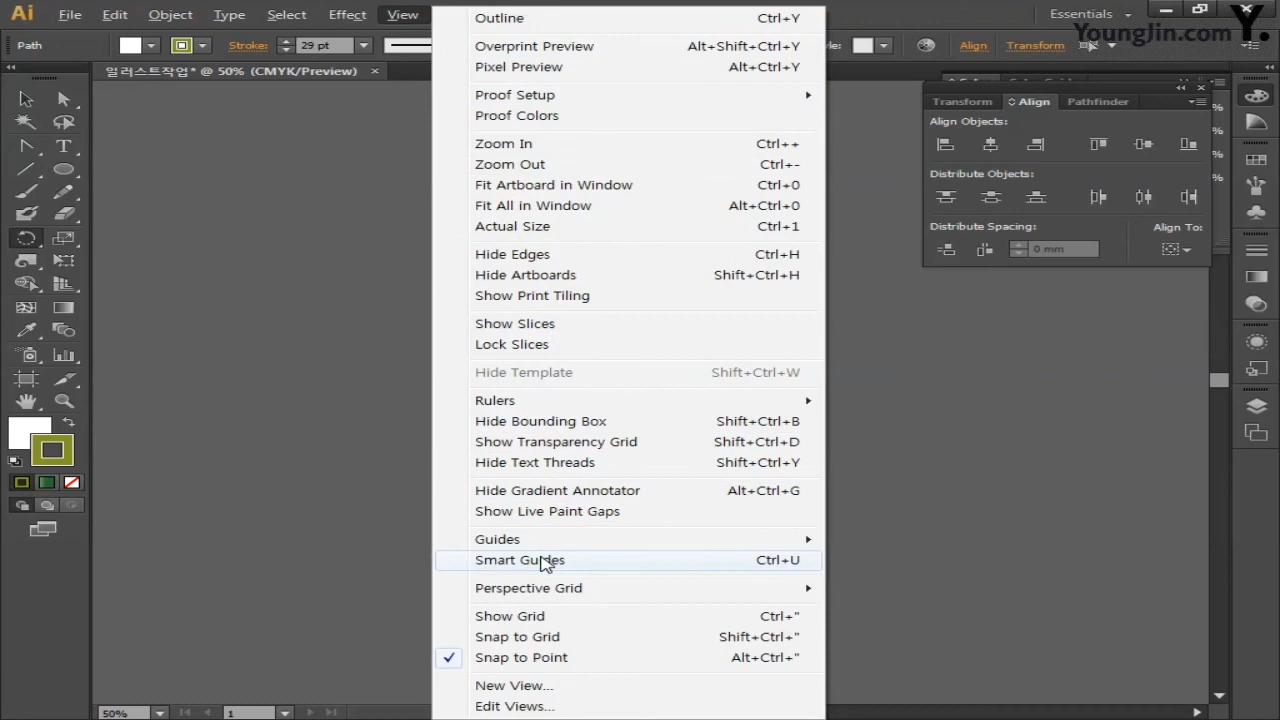 Ai File Edit Object Type Select Effect View Essentials
YoungJin.com Y.
Path Stroke: 29 pt Align Transform
일러스트작업* @ 50% (CMYK/Preview) ×
Outline Ctrl+Y
Overprint Preview Alt+Shift+Ctrl+Y
Pixel Preview Alt+Ctrl+Y
Proof Setup
Proof Colors
Zoom In Ctrl++
Zoom Out Ctrl+-
Fit Artboard in Window Ctrl+0
Fit All in Window Alt+Ctrl+0
Actual Size Ctrl+1
Hide Edges Ctrl+H
Hide Artboards Shift+Ctrl+H
Show Print Tiling
Show Slices
Lock Slices
Hide Template Shift+Ctrl+W
Rulers
Hide Bounding Box Shift+Ctrl+B
Show Transparency Grid Shift+Ctrl+D
Hide Text Threads Shift+Ctrl+Y
Hide Gradient Annotator Alt+Ctrl+G
Show Live Paint Gaps
Guides
Smart Guides Ctrl+U
Perspective Grid
Show Grid Ctrl+"
Snap to Grid Shift+Ctrl+"
Snap to Point Alt+Ctrl+"
New View...
Edit Views...
Transform Align Pathfinder
Align Objects:
Distribute Objects:
Distribute Spacing: Align To:
0 mm
%
%
%
50% 1